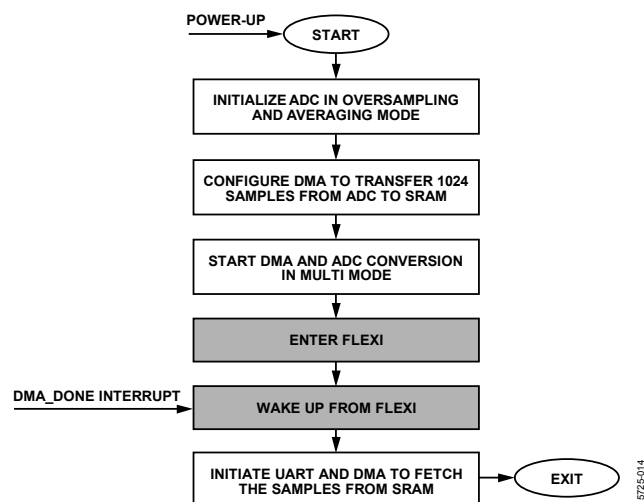 POWER-UP
START
INITIALIZE ADC IN OVERSAMPLING
AND AVERAGING MODE
CONFIGURE DMA TO TRANSFER 1024
SAMPLES FROM ADC TO SRAM
START DMA AND ADC CONVERSION
IN MULTI MODE
ENTER FLEXI
DMA_DONE INTERRUPT
WAKE UP FROM FLEXI
INITIATE UART AND DMA TO FETCH
THE SAMPLES FROM SRAM
EXIT
5725-014